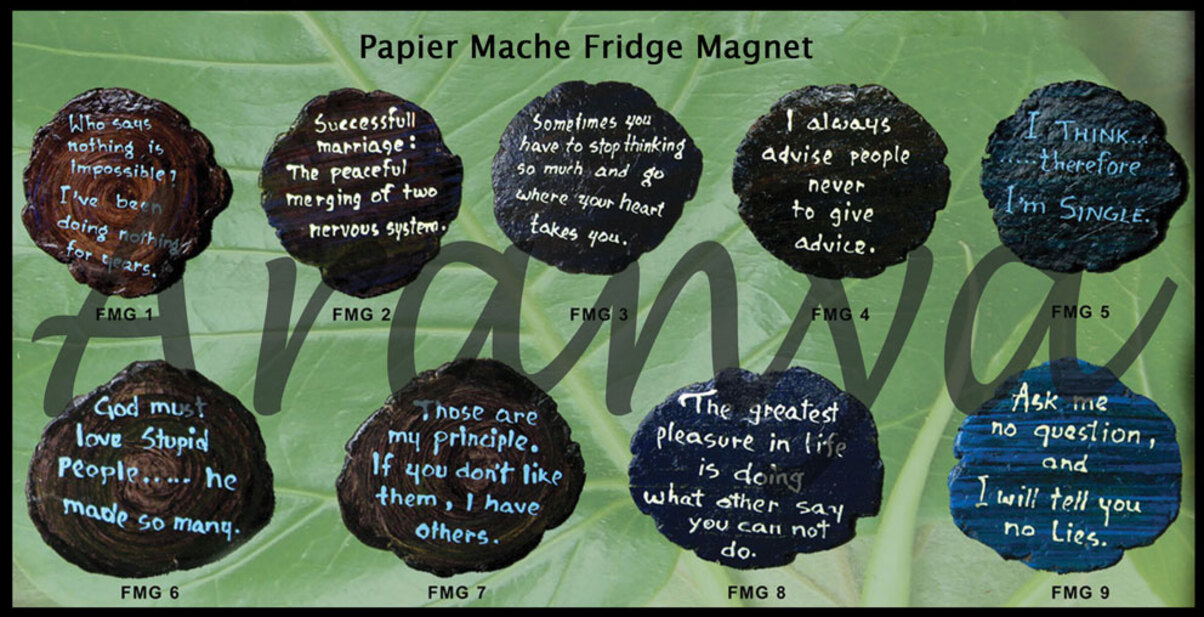 Papier Mache Fridge Magnet
Who says
nothing is
impossible?
I've been
doing nothing
for years.
FMG 1
Successfull
marriage:
The peaceful
merging of two
nervous system.
FMG 2
Sometimes you
have to stop thinking
so much and go
where your heart
takes you.
FMG 3
I always
advise people
never
to give
advice.
FMG 4
I THINK...
.....therefore
I'm SINGLE.
FMG 5
Aranya
God must
love Stupid
People..... he
made so many.
FMG 6
Those are
my principle.
If you don't like
them, I have
others.
FMG 7
The greatest
pleasure in life
is doing
what other say
you can not
do.
FMG 8
Ask me
no question,
and
I will tell you
no Lies.
FMG 9